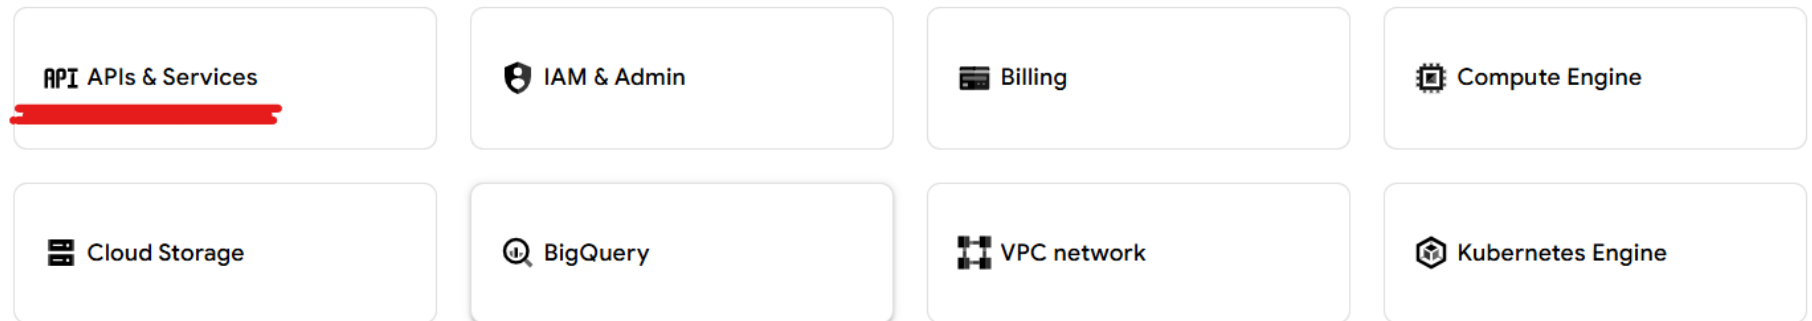 API APIs & Services
IAM & Admin
Billing
Compute Engine
Cloud Storage
BigQuery
VPC network
Kubernetes Engine